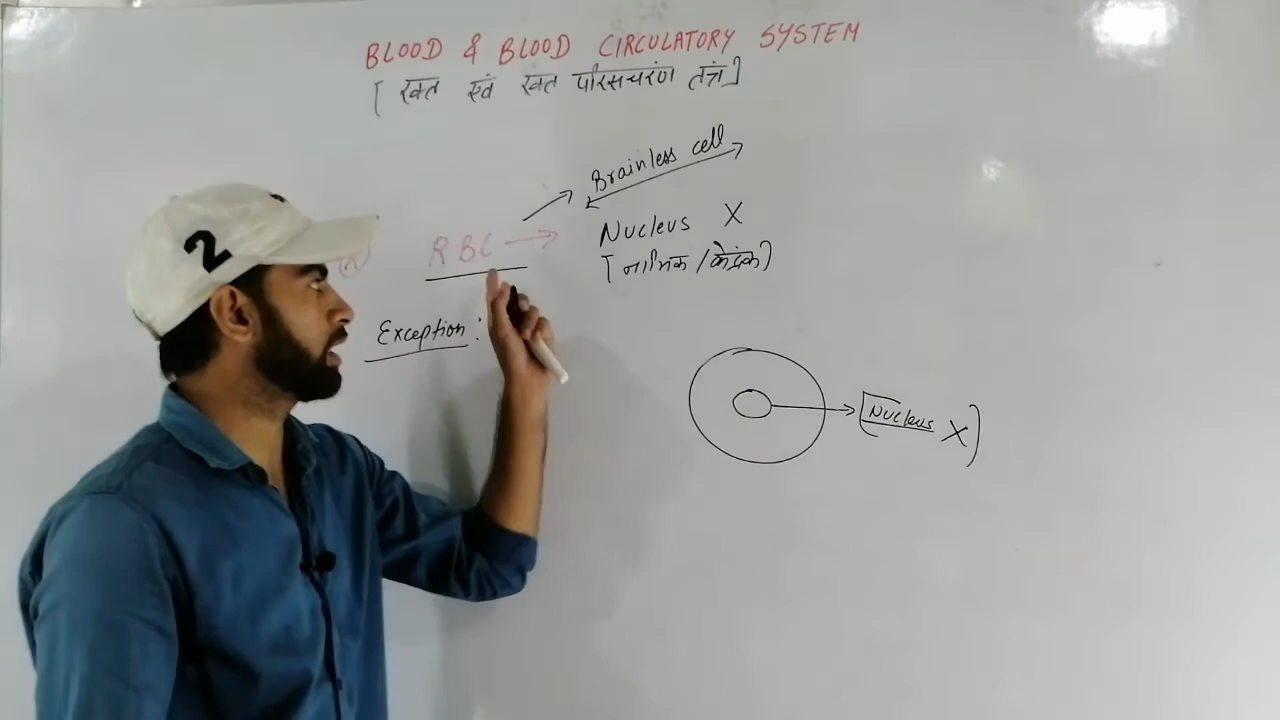 BLOOD & BLOOD CIRCULATORY SYSTEM
[ रक्त एवं रक्त परिसंचरण तंत्र ]
Brainless cell
RBC → Nucleus X
[ नाभिक / केंद्रक ]
Exception :
[ Nucleus X ]
2